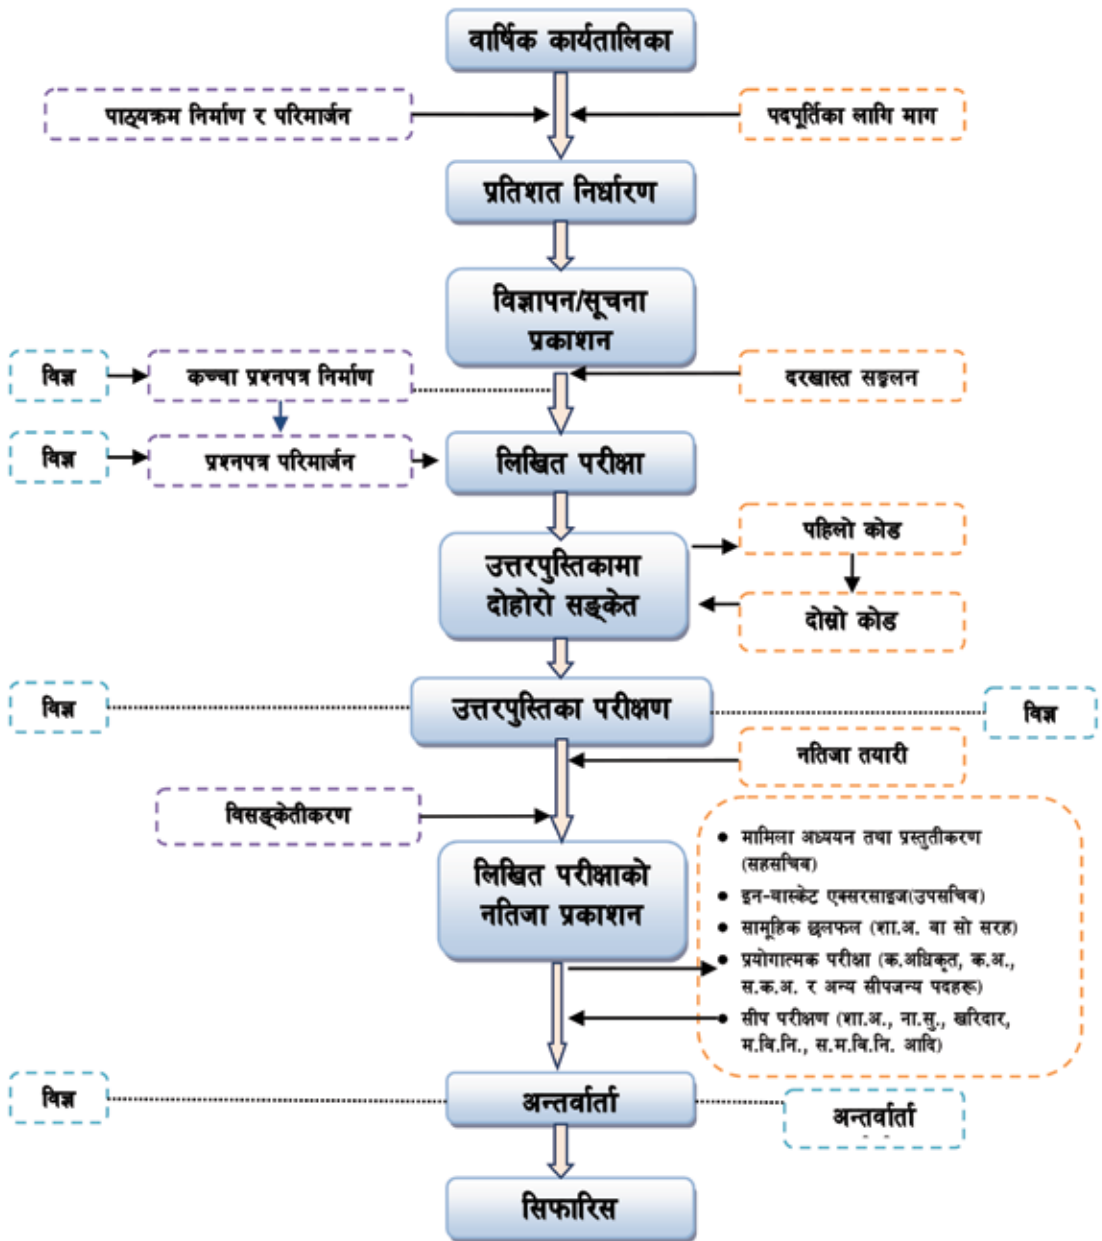 वार्षिक कार्यतालिका
पाठ्यक्रम निर्माण र परिमार्जन
पदपूर्तिका लागि माग
प्रतिशत निर्धारण
विज्ञापन/सूचना
प्रकाशन
विज्ञ
कच्चा प्रश्नपत्र निर्माण
दरखास्त सङ्कलन
विज्ञ
प्रश्नपत्र परिमार्जन
लिखित परीक्षा
उत्तरपुस्तिकामा
दोहोरो सङ्केत
पहिलो कोड
दोस्रो कोड
विज्ञ
उत्तरपुस्तिका परीक्षण
विज्ञ
नतिजा तयारी
विसङ्केतीकरण
लिखित परीक्षाको
नतिजा प्रकाशन
• मामिला अध्ययन तथा प्रस्तुतीकरण
(सहसचिव)
• इन-बास्केट एक्सरसाइज(उपसचिव)
• सामूहिक छलफल (शा.अ. वा सो सरह)
• प्रयोगात्मक परीक्षा (क.अधिकृत, क.अ.,
स.क.अ. र अन्य सीपजन्य पदहरू)
• सीप परीक्षण (शा.अ., ना.सु., खरिदार,
म.वि.नि., स.म.वि.नि. आदि)
विज्ञ
अन्तर्वार्ता
अन्तर्वार्ता
सिफारिस